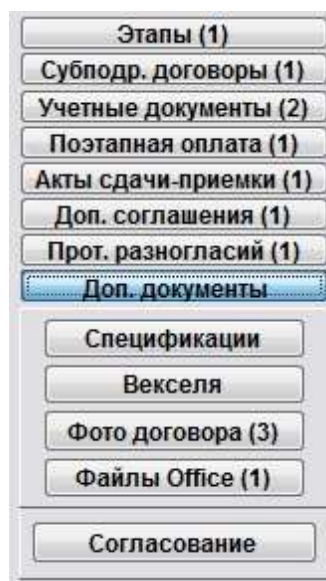 Этапы (1)
Субподр. договоры (1)
Учетные документы (2)
Поэтапная оплата (1)
Акты сдачи-приемки (1)
Доп. соглашения (1)
Прот. разногласий (1)
Доп. документы
Спецификации
Векселя
Фото договора (3)
Файлы Office (1)
Согласование